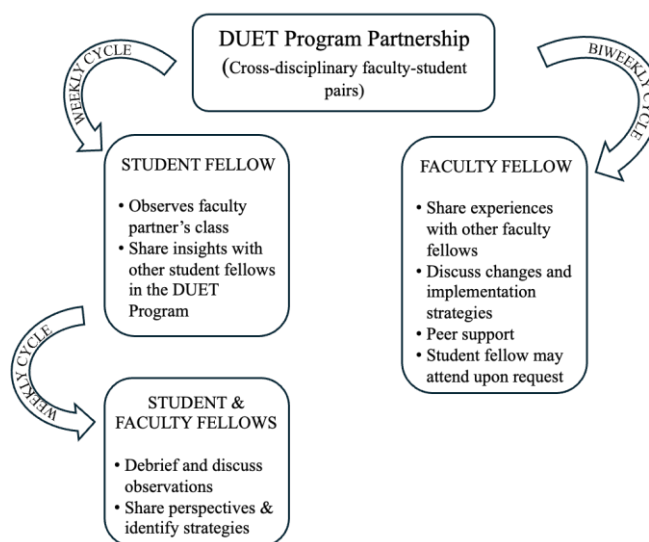 DUET Program Partnership
(Cross-disciplinary faculty-student
pairs)
WEEKLY CYCLE
BIWEEKLY CYCLE
STUDENT FELLOW
• Observes faculty
partner's class
• Share insights with
other student fellows
in the DUET
Program
FACULTY FELLOW
• Share experiences
with other faculty
fellows
• Discuss changes and
implementation
strategies
• Peer support
• Student fellow may
attend upon request
WEEKLY CYCLE
STUDENT &
FACULTY FELLOWS
• Debrief and discuss
observations
• Share perspectives &
identify strategies